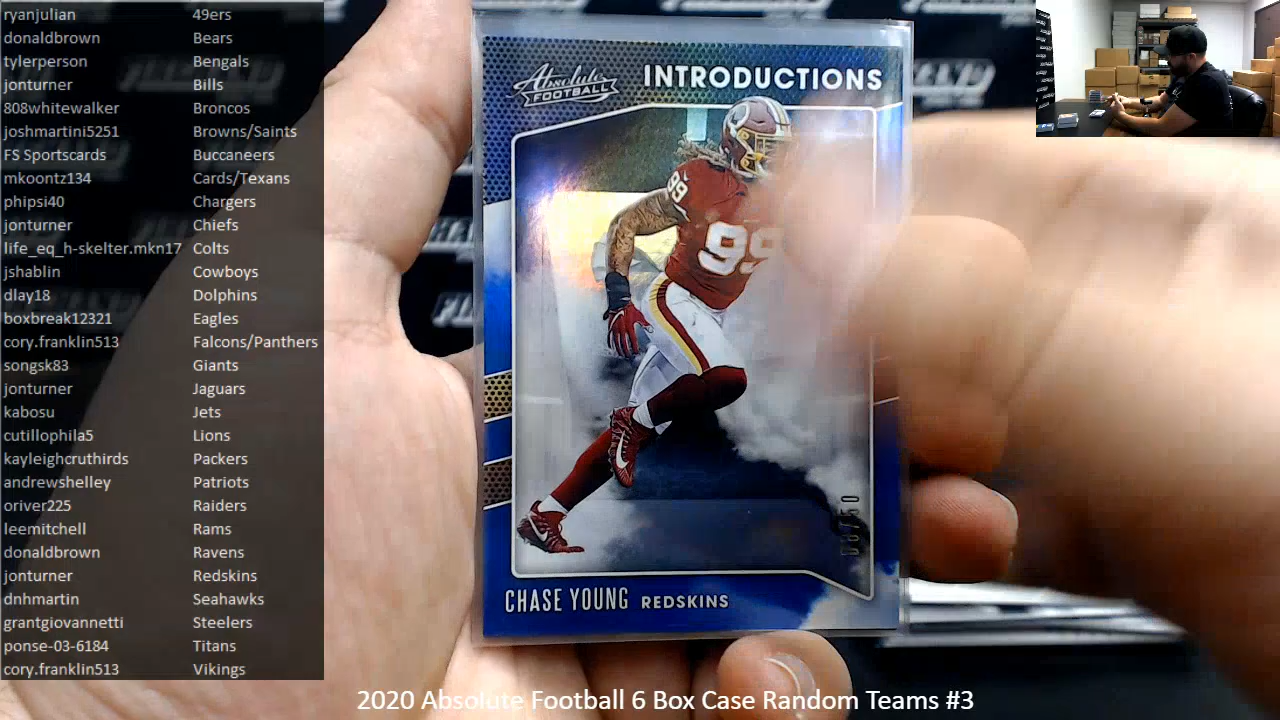 ryanjulian 49ers
donaldbrown Bears
tylerperson Bengals
jonturner Bills
808whitewalker Broncos
joshmartini5251 Browns/Saints
FS Sportscards Buccaneers
mkoontz134 Cards/Texans
phipsi40 Chargers
jonturner Chiefs
life_eq_h-skelter.mkn17 Colts
jshablin Cowboys
dlay18 Dolphins
boxbreak12321 Eagles
cory.franklin513 Falcons/Panthers
songsk83 Giants
jonturner Jaguars
kabosu Jets
cutillophila5 Lions
kayleighcruthirds Packers
andrewshelley Patriots
oriver225 Raiders
leemitchell Rams
donaldbrown Ravens
jonturner Redskins
dnhmartin Seahawks
grantgiovannetti Steelers
ponse-03-6184 Titans
cory.franklin513 Vikings
Absolute
FOOTBALL
INTRODUCTIONS
99
99
CHASE YOUNG REDSKINS
2020 Absolute Football 6 Box Case Random Teams #3